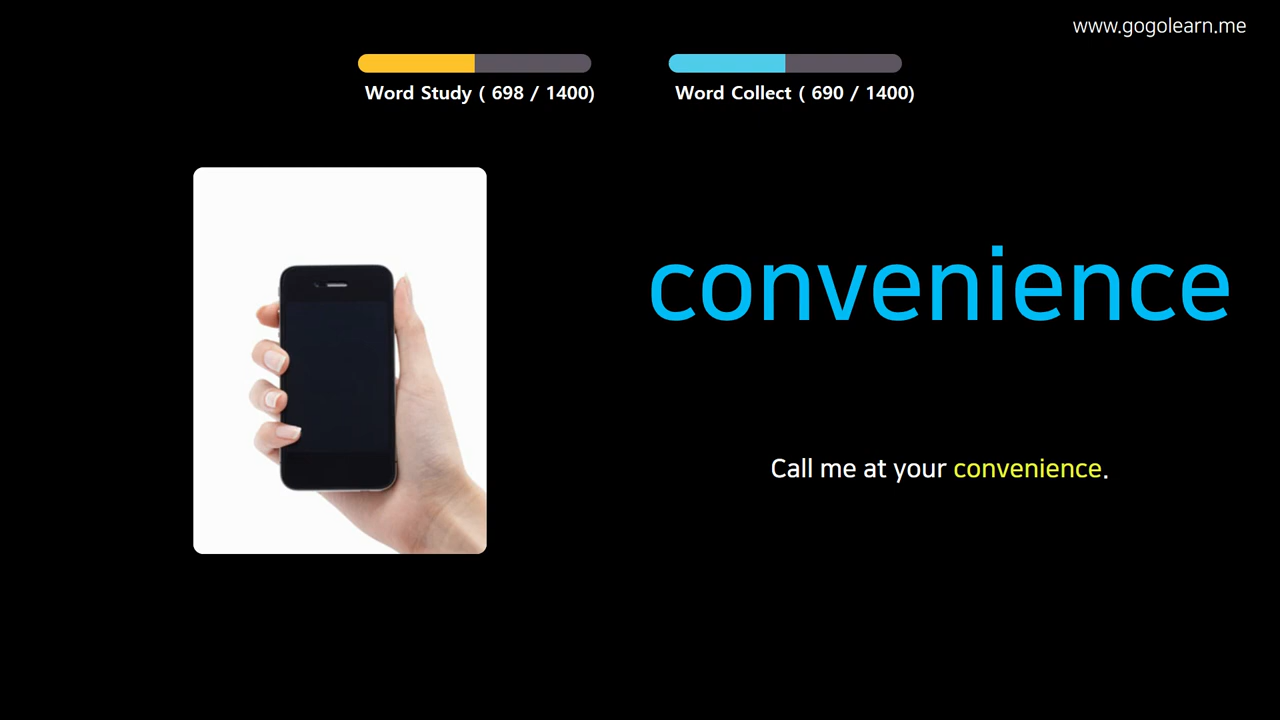 www.gogolearn.me
Word Study ( 698 / 1400)
Word Collect ( 690 / 1400)
convenience
Call me at your convenience.